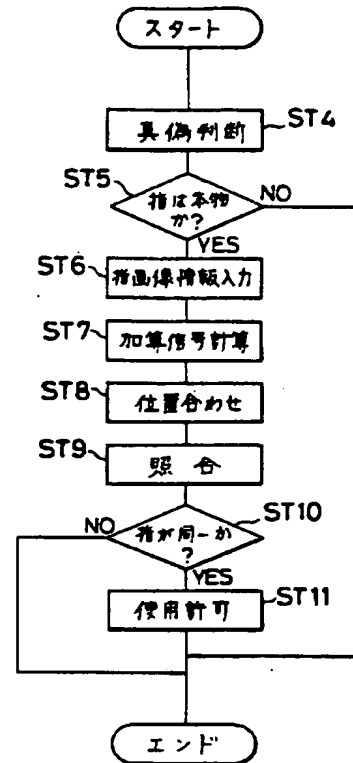 スタート
真偽判断
ST4
ST5
指は本物
か?
NO
YES
ST6
指画像情報入力
ST7
加算信号計算
ST8
位置合わせ
ST9
照合
NO
指が同一か
?
ST10
YES
使用許可
ST11
エンド